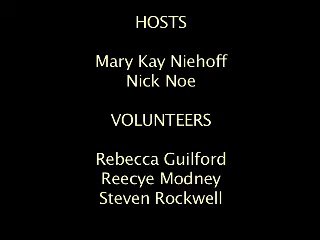 HOSTS
Mary Kay Niehoff
Nick Noe
VOLUNTEERS
Rebecca Guilford
Reecye Modney
Steven Rockwell